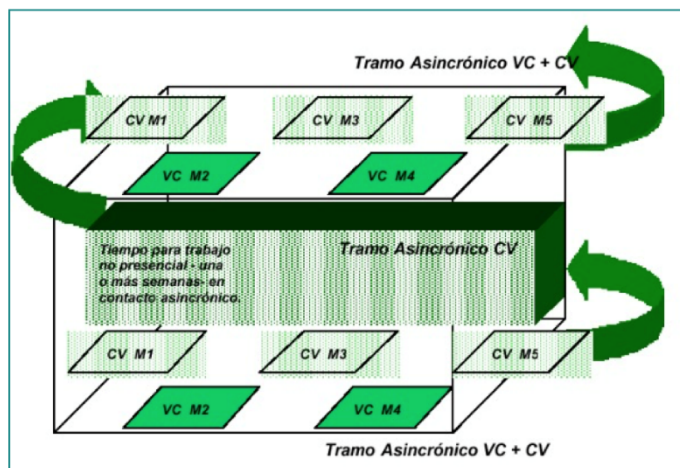 Tramo Asincrónico VC + CV
CV M1
CV M3
CV M5
VC M2
VC M4
Tiempo para trabajo
no presencial - una
o más semanas- en
contacto asincrónico.
Tramo Asincrónico CV
CV M1
CV M3
CV M5
VC M2
VC M4
Tramo Asincrónico VC + CV